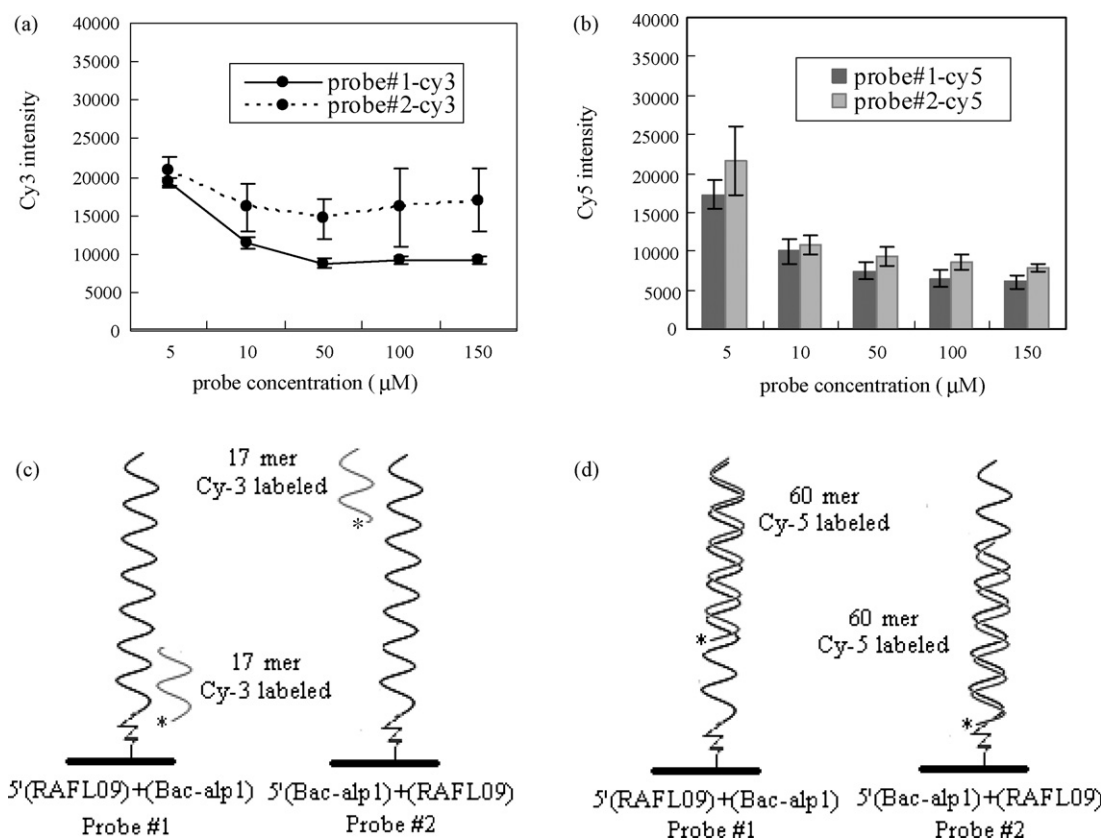 (a)
40000
35000
30000
25000
20000
15000
10000
5000
0
Cy3 intensity
probe#1-cy3
probe#2-cy3
5 10 50 100 150
probe concentration ( μM)
(b)
40000
35000
30000
25000
20000
15000
10000
5000
0
Cy5 intensity
probe#1-cy5
probe#2-cy5
5 10 50 100 150
probe concentration ( μM)
(c)
17 mer
Cy-3 labeled
*
17 mer
Cy-3 labeled
*
5'(RAFL09)+(Bac-alp1)
Probe #1
5'(Bac-alp1)+(RAFL09)
Probe #2
(d)
60 mer
Cy-5 labeled
*
60 mer
Cy-5 labeled
*
5'(RAFL09)+(Bac-alp1)
Probe #1
5'(Bac-alp1)+(RAFL09)
Probe #2